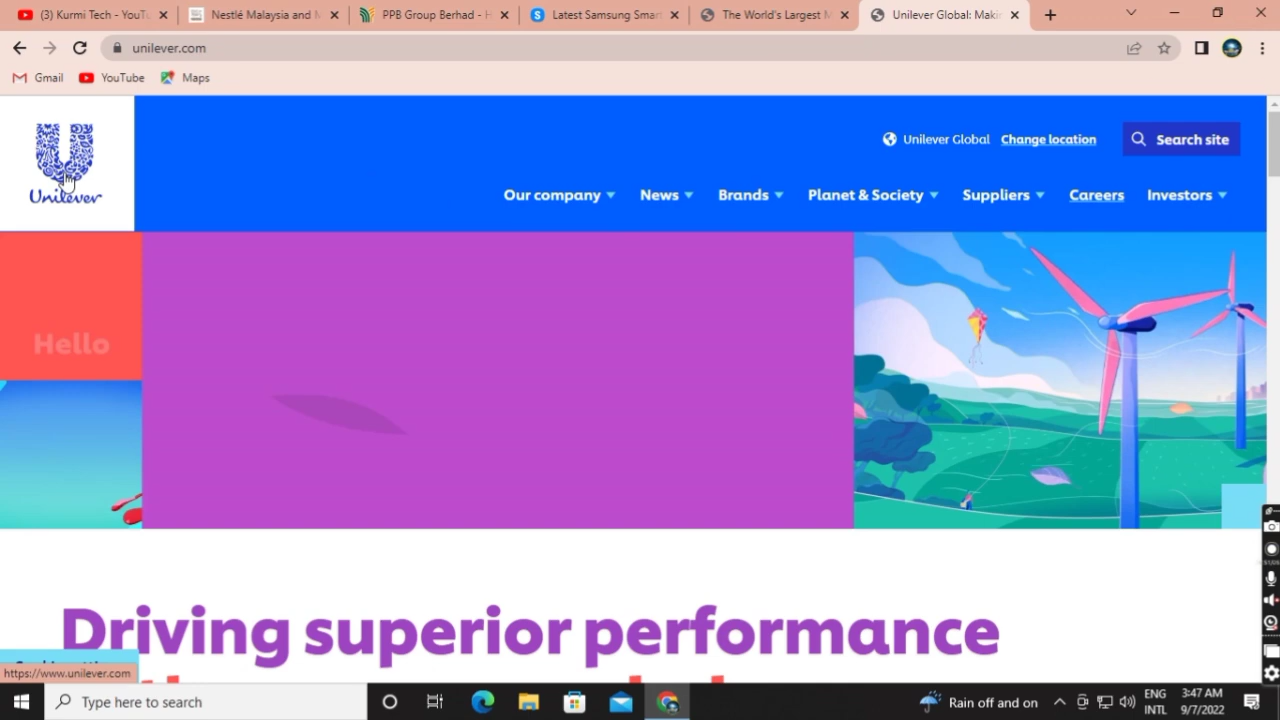 (3) Kurmi Tech - YouTu
Nestlé Malaysia and N
PPB Group Berhad - H
Latest Samsung Smar
The World's Largest M
Unilever Global: Makin
unilever.com
Gmail
YouTube
Maps
Unilever
Unilever Global
Change location
Search site
Our company
News
Brands
Planet & Society
Suppliers
Careers
Investors
Hello
Driving superior performance
https://www.unilever.com
Type here to search
Rain off and on
ENG
INTL
3:47 AM
9/7/2022